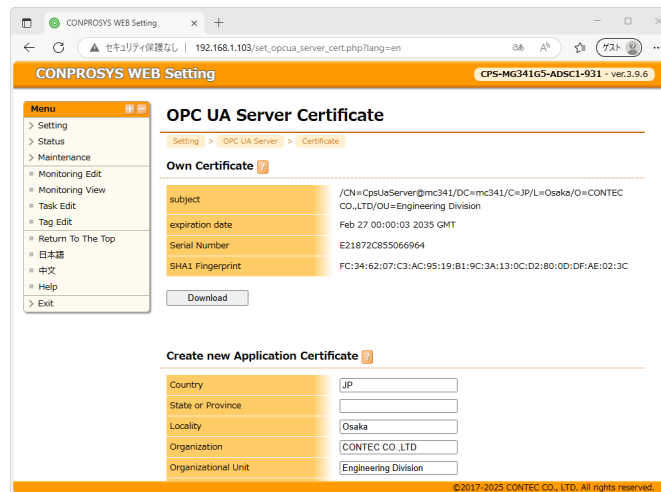 CONPROSYS WEB Setting
セキュリティ保護なし 192.168.1.103/set_opcua_server_cert.php?lang=en
ゲスト
CONPROSYS WEB Setting
CPS-MG341G5-ADSC1-931 - ver.3.9.6
Menu
Setting
Status
Maintenance
Monitoring Edit
Monitoring View
Task Edit
Tag Edit
Return To The Top
日本語
中文
Help
Exit
OPC UA Server Certificate
Setting > OPC UA Server > Certificate
Own Certificate ?
subject /CN=CpsUaServer@mc341/DC=mc341/C=JP/L=Osaka/O=CONTEC
CO.,LTD/OU=Engineering Division
expiration date Feb 27 00:00:03 2035 GMT
Serial Number E21872C855066964
SHA1 Fingerprint FC:34:62:07:C3:AC:95:19:B1:9C:3A:13:0C:D2:80:0D:DF:AE:02:3C
Download
Create new Application Certificate ?
Country JP
State or Province
Locality Osaka
Organization CONTEC CO.,LTD
Organizational Unit Engineering Division
©2017-2025 CONTEC CO., LTD. All rights reserved.